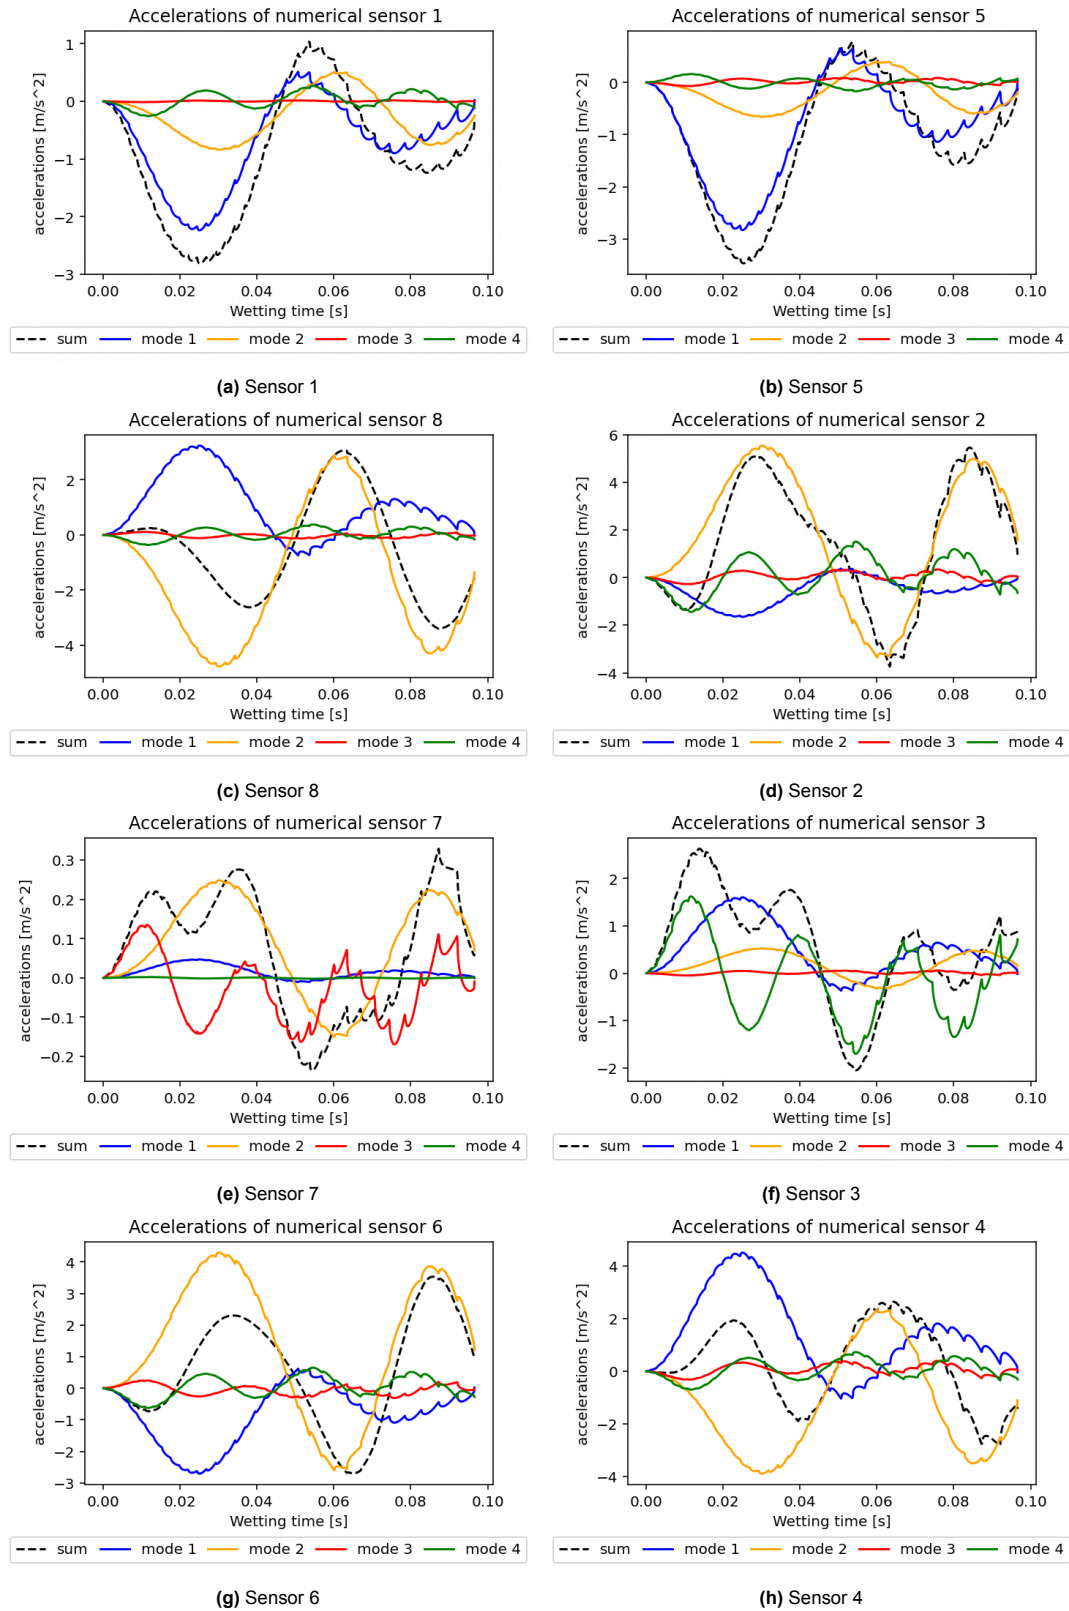 Accelerations of numerical sensor 1
accelerations [m/s^2]
1
0
−1
−2
−3
0.00 0.02 0.04 0.06 0.08 0.10
Wetting time [s]
sum mode 1 mode 2 mode 3 mode 4
(a) Sensor 1
Accelerations of numerical sensor 5
accelerations [m/s^2]
0
−1
−2
−3
0.00 0.02 0.04 0.06 0.08 0.10
Wetting time [s]
sum mode 1 mode 2 mode 3 mode 4
(b) Sensor 5
Accelerations of numerical sensor 8
accelerations [m/s^2]
2
0
−2
−4
0.00 0.02 0.04 0.06 0.08 0.10
Wetting time [s]
sum mode 1 mode 2 mode 3 mode 4
(c) Sensor 8
Accelerations of numerical sensor 2
accelerations [m/s^2]
6
4
2
0
−2
−4
0.00 0.02 0.04 0.06 0.08 0.10
Wetting time [s]
sum mode 1 mode 2 mode 3 mode 4
(d) Sensor 2
Accelerations of numerical sensor 7
accelerations [m/s^2]
0.3
0.2
0.1
0.0
−0.1
−0.2
0.00 0.02 0.04 0.06 0.08 0.10
Wetting time [s]
sum mode 1 mode 2 mode 3 mode 4
(e) Sensor 7
Accelerations of numerical sensor 3
accelerations [m/s^2]
2
1
0
−1
−2
0.00 0.02 0.04 0.06 0.08 0.10
Wetting time [s]
sum mode 1 mode 2 mode 3 mode 4
(f) Sensor 3
Accelerations of numerical sensor 6
accelerations [m/s^2]
4
3
2
1
0
−1
−2
−3
0.00 0.02 0.04 0.06 0.08 0.10
Wetting time [s]
sum mode 1 mode 2 mode 3 mode 4
(g) Sensor 6
Accelerations of numerical sensor 4
accelerations [m/s^2]
4
2
0
−2
−4
0.00 0.02 0.04 0.06 0.08 0.10
Wetting time [s]
sum mode 1 mode 2 mode 3 mode 4
(h) Sensor 4